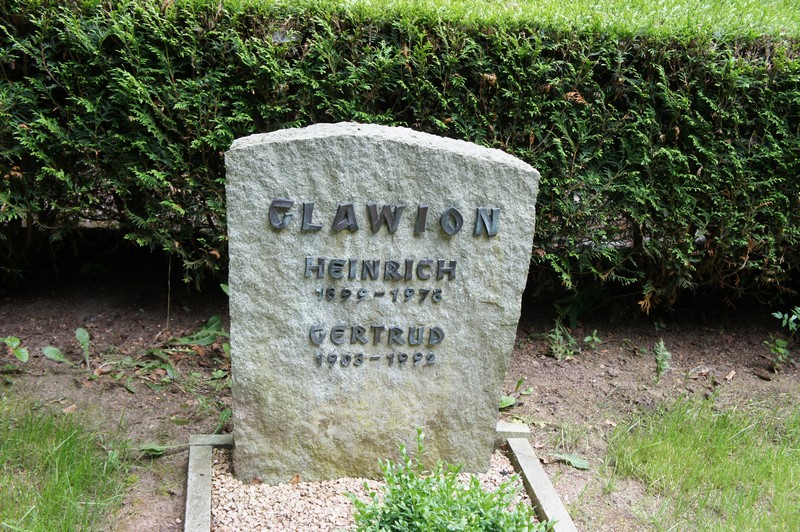 GLAWION
HEINRICH
1899-1978
GERTRUD
1903-1992